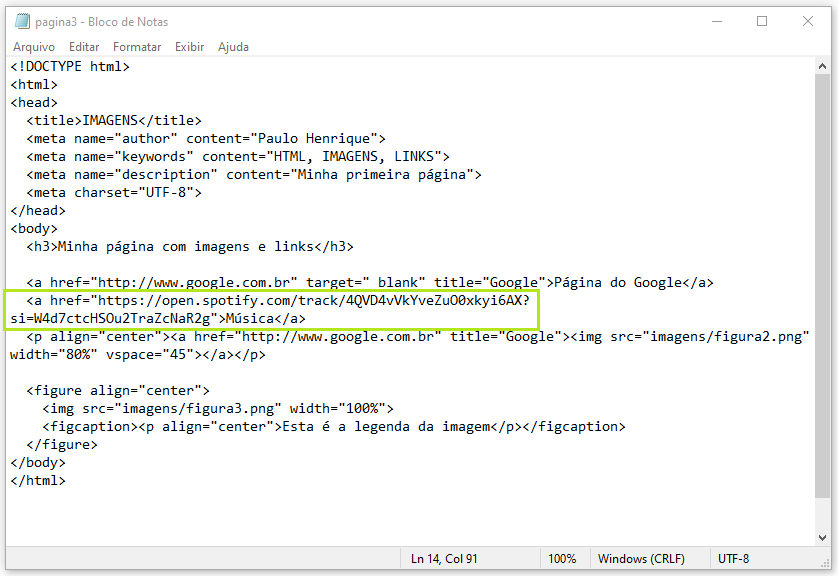 pagina3 - Bloco de Notas
Arquivo Editar Formatar Exibir Ajuda
<!DOCTYPE html>
<html>
<head>
  <title>IMAGENS</title>
  <meta name="author" content="Paulo Henrique">
  <meta name="keywords" content="HTML, IMAGENS, LINKS">
  <meta name="description" content="Minha primeira página">
  <meta charset="UTF-8">
</head>
<body>
  <h3>Minha página com imagens e links</h3>

  <a href="http://www.google.com.br" target=" blank" title="Google">Página do Google</a>
  <a href="https://open.spotify.com/track/4QVD4vVkYveZuO0xkyi6AX?
si=W4d7ctcHSOu2TraZcNaR2g">Música</a>
  <p align="center"><a href="http://www.google.com.br" title="Google"><img src="imagens/figura2.png"
width="80%" vspace="45"></a></p>

  <figure align="center">
    <img src="imagens/figura3.png" width="100%">
    <figcaption><p align="center">Esta é a legenda da imagem</p></figcaption>
  </figure>
</body>
</html>
Ln 14, Col 91 100% Windows (CRLF) UTF-8